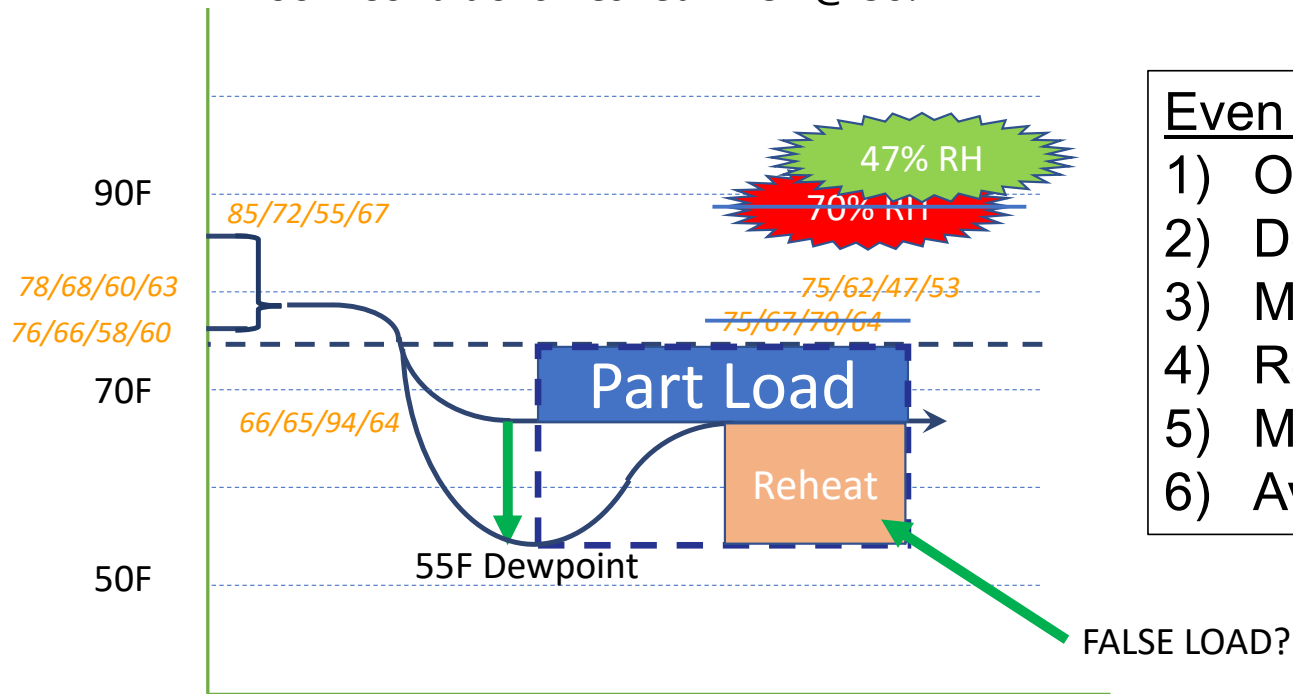 47% RH
70% RH
90F
85/72/55/67
78/68/60/63
75/62/47/53
76/66/58/60
75/67/70/64
70F
Part Load
66/65/94/64
Reheat
55F Dewpoint
50F
FALSE LOAD?
Even
1)
2)
3)
4)
5)
6)